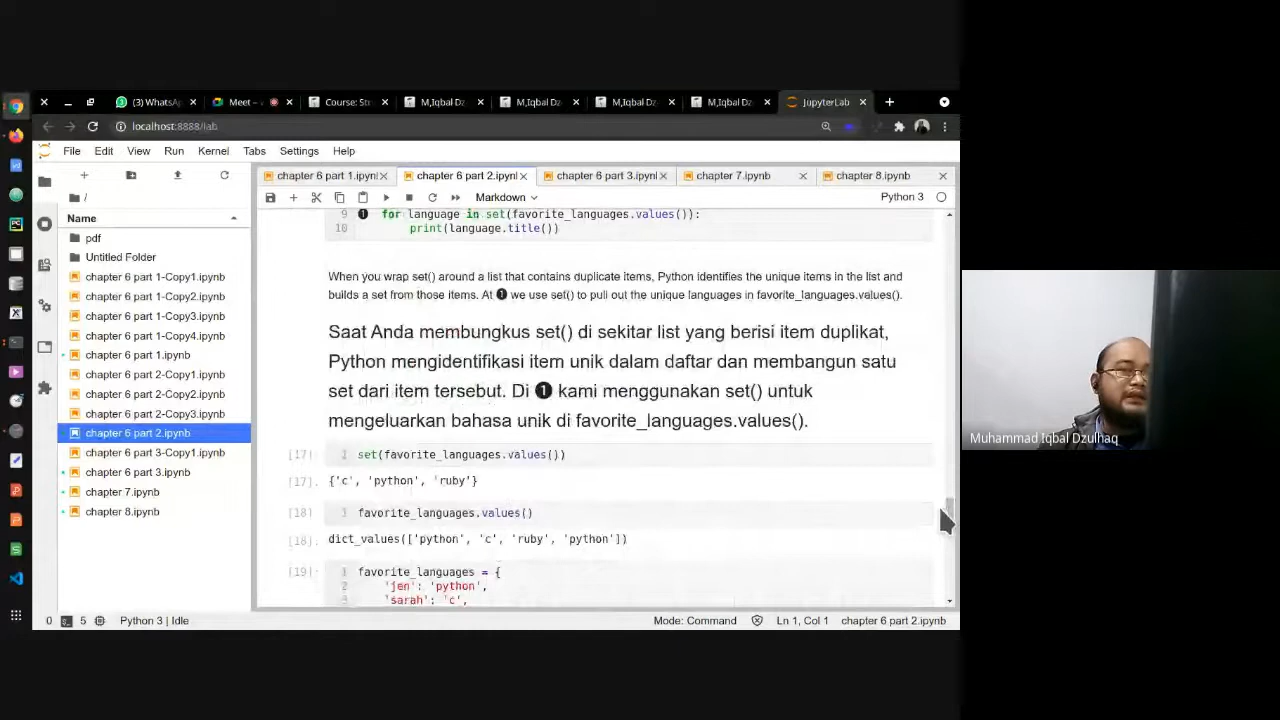 (3) WhatsA
Meet –
Course: St
M,Iqbal Dz
M,Iqbal Dz
M,Iqbal Dz
M,Iqbal Dz
JupyterLab
localhost:8888/lab
File Edit View Run Kernel Tabs Settings Help
chapter 6 part 1.ipynl
chapter 6 part 2.ipynl
chapter 6 part 3.ipynl
chapter 7.ipynb
chapter 8.ipynb
/
Markdown
Python 3
Name
pdf
Untitled Folder
chapter 6 part 1-Copy1.ipynb
chapter 6 part 1-Copy2.ipynb
chapter 6 part 1-Copy3.ipynb
chapter 6 part 1-Copy4.ipynb
chapter 6 part 1.ipynb
chapter 6 part 2-Copy1.ipynb
chapter 6 part 2-Copy2.ipynb
chapter 6 part 2-Copy3.ipynb
chapter 6 part 2.ipynb
chapter 6 part 3-Copy1.ipynb
chapter 6 part 3.ipynb
chapter 7.ipynb
chapter 8.ipynb
9 ❶ for language in set(favorite_languages.values()):
10 print(language.title())
When you wrap set() around a list that contains duplicate items, Python identifies the unique items in the list and
builds a set from those items. At ❶ we use set() to pull out the unique languages in favorite_languages.values().
Saat Anda membungkus set() di sekitar list yang berisi item duplikat,
Python mengidentifikasi item unik dalam daftar dan membangun satu
set dari item tersebut. Di ❶ kami menggunakan set() untuk
mengeluarkan bahasa unik di favorite_languages.values().
[17]: 1 set(favorite_languages.values())
[17]: {'c', 'python', 'ruby'}
[18]: 1 favorite_languages.values()
[18]: dict_values(['python', 'c', 'ruby', 'python'])
[19]: 1 favorite_languages = {
2 'jen': 'python',
3 'sarah': 'c',
0 5 Python 3 | Idle
Mode: Command Ln 1, Col 1 chapter 6 part 2.ipynb
Muhammad Iqbal Dzulhaq